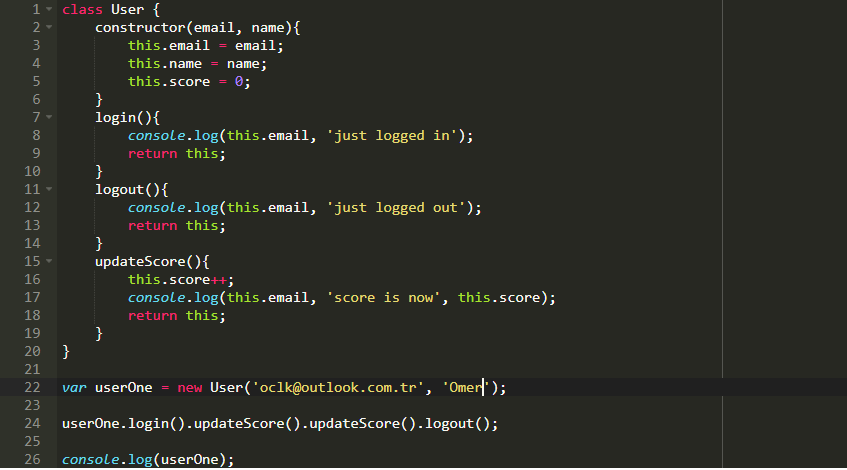 1 class User {
2     constructor(email, name){
3         this.email = email;
4         this.name = name;
5         this.score = 0;
6     }
7     login(){
8         console.log(this.email, 'just logged in');
9         return this;
10     }
11     logout(){
12         console.log(this.email, 'just logged out');
13         return this;
14     }
15     updateScore(){
16         this.score++;
17         console.log(this.email, 'score is now', this.score);
18         return this;
19     }
20 }
21
22 var userOne = new User('oclk@outlook.com.tr', 'Omer');
23
24 userOne.login().updateScore().updateScore().logout();
25
26 console.log(userOne);